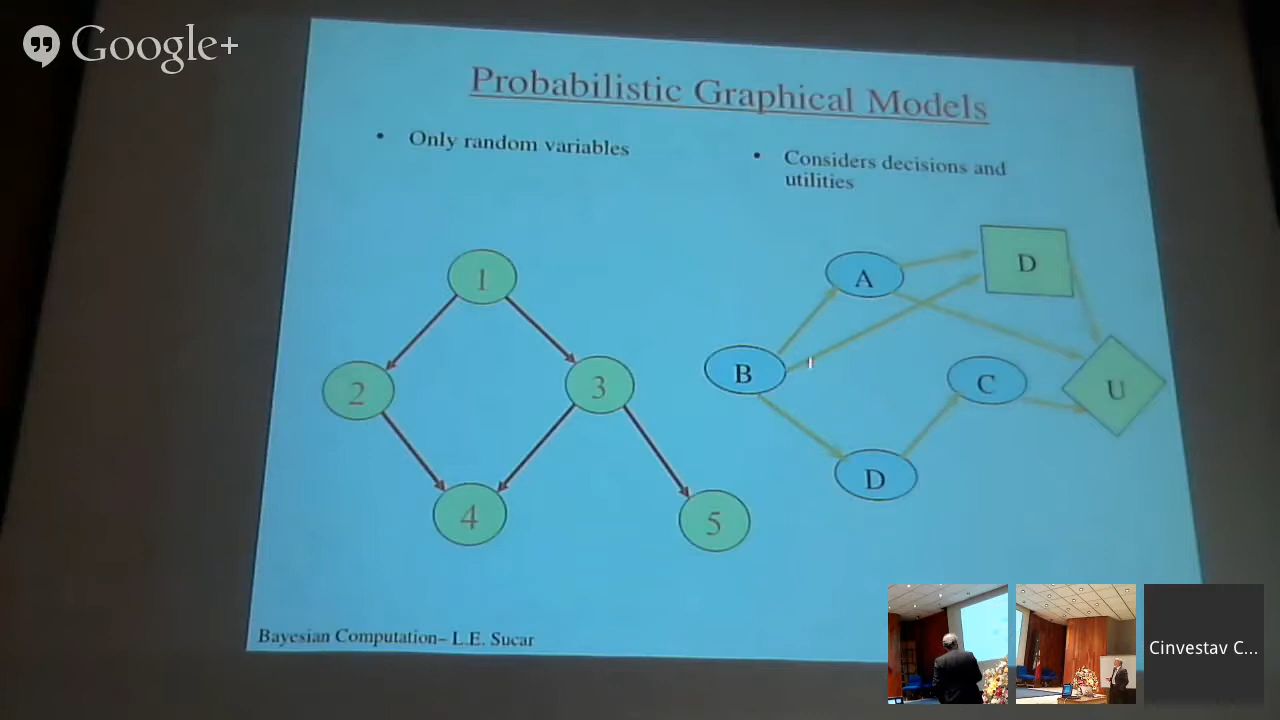 Google+
Probabilistic Graphical Models
• Only random variables
• Considers decisions and
utilities
1
2
3
4
5
A
D
B
C
U
D
Bayesian Computation– L.E. Sucar
Cinvestav C...